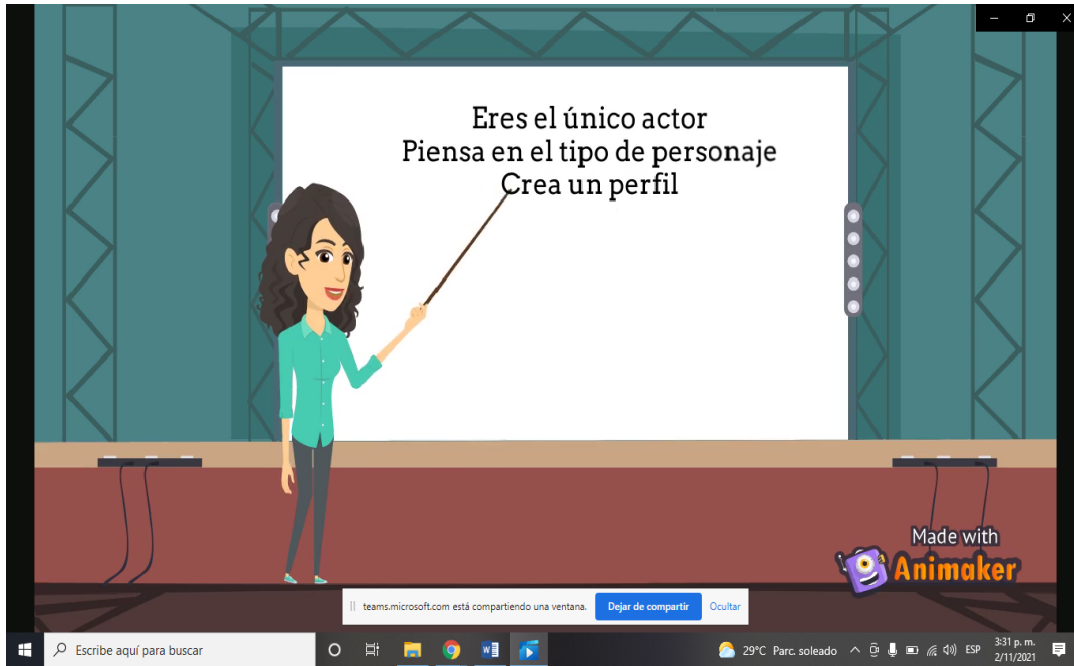 Eres el único actor
Piensa en el tipo de personaje
Crea un perfil
Made with
Animaker
teams.microsoft.com está compartiendo una ventana. Dejar de compartir Ocultar
Escribe aquí para buscar
29°C Parc. soleado
ESP
3:31 p. m.
2/11/2021